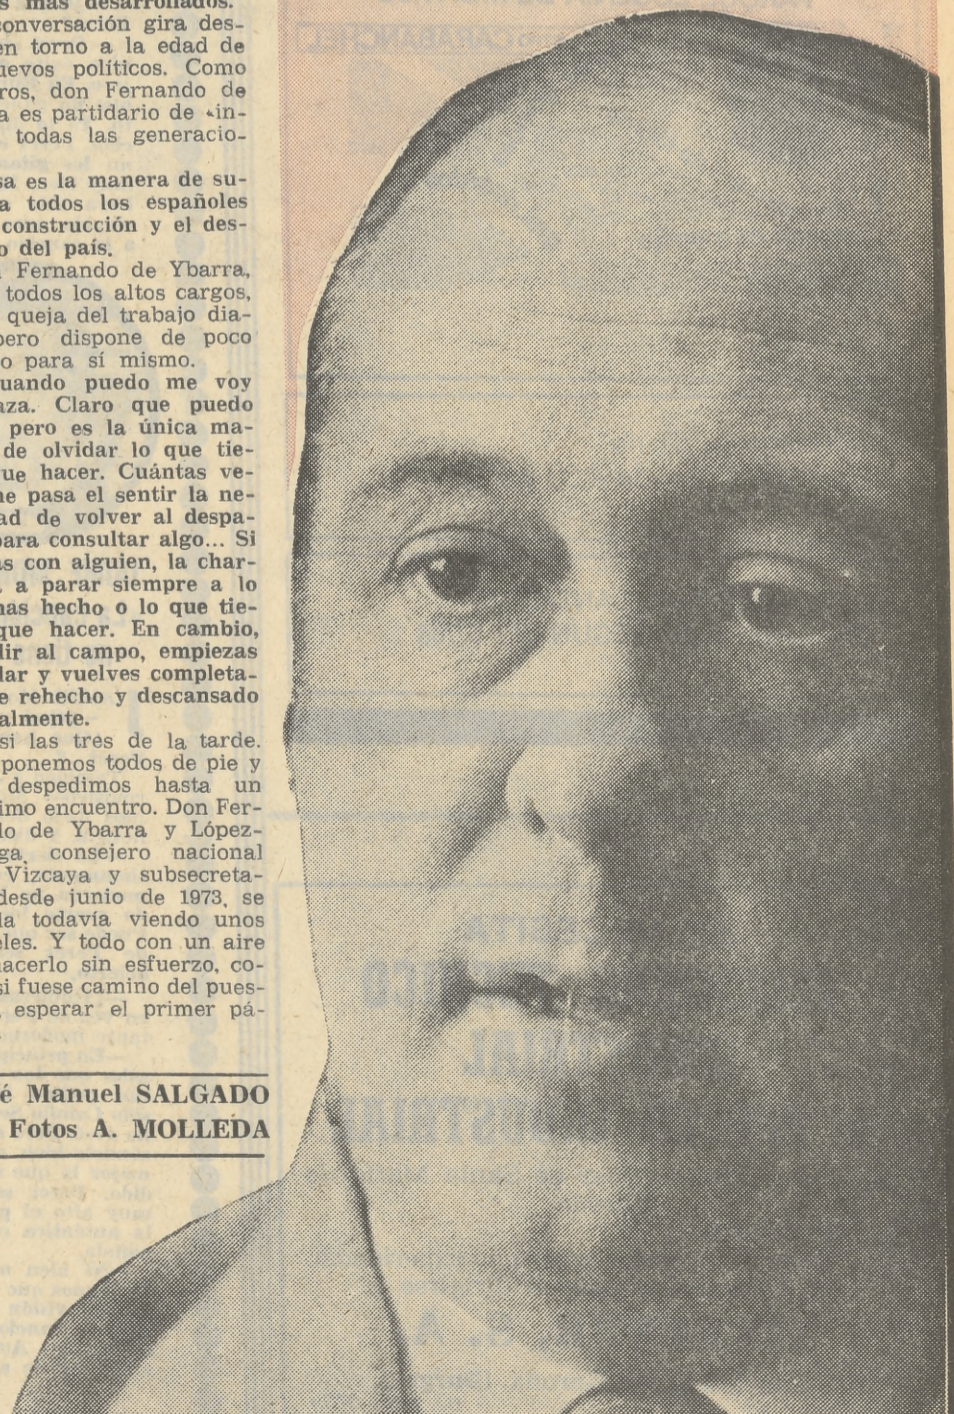 s más desarrollados.
conversación gira des-
en torno a la edad de
uevos políticos. Como
ros, don Fernando de
a es partidario de «in-
todas las generacio-
sa es la manera de su-
a todos los españoles
construcción y el des-
o del país.
Fernando de Ybarra,
todos los altos cargos,
queja del trabajo dia-
pero dispone de poco
o para sí mismo.
uando puedo me voy
aza. Claro que puedo
pero es la única ma-
de olvidar lo que tie-
ue hacer. Cuántas ve-
ne pasa el sentir la ne-
ad de volver al despa-
para consultar algo... Si
as con alguien, la char-
a parar siempre a lo
has hecho o lo que tie-
que hacer. En cambio,
lir al campo, empiezas
lar y vuelves completa-
e rehecho y descansado
almente.
si las tres de la tarde.
ponemos todos de pie y
despedimos hasta un
imo encuentro. Don Fer-
lo de Ybarra y López-
ga, consejero nacional
Vizcaya y subsecreta-
desde junio de 1973, se
da todavía viendo unos
eles. Y todo con un aire
hacerlo sin esfuerzo, co-
si fuese camino del pues-
esperar el primer pá-
é Manuel SALGADO
Fotos A. MOLLEDA